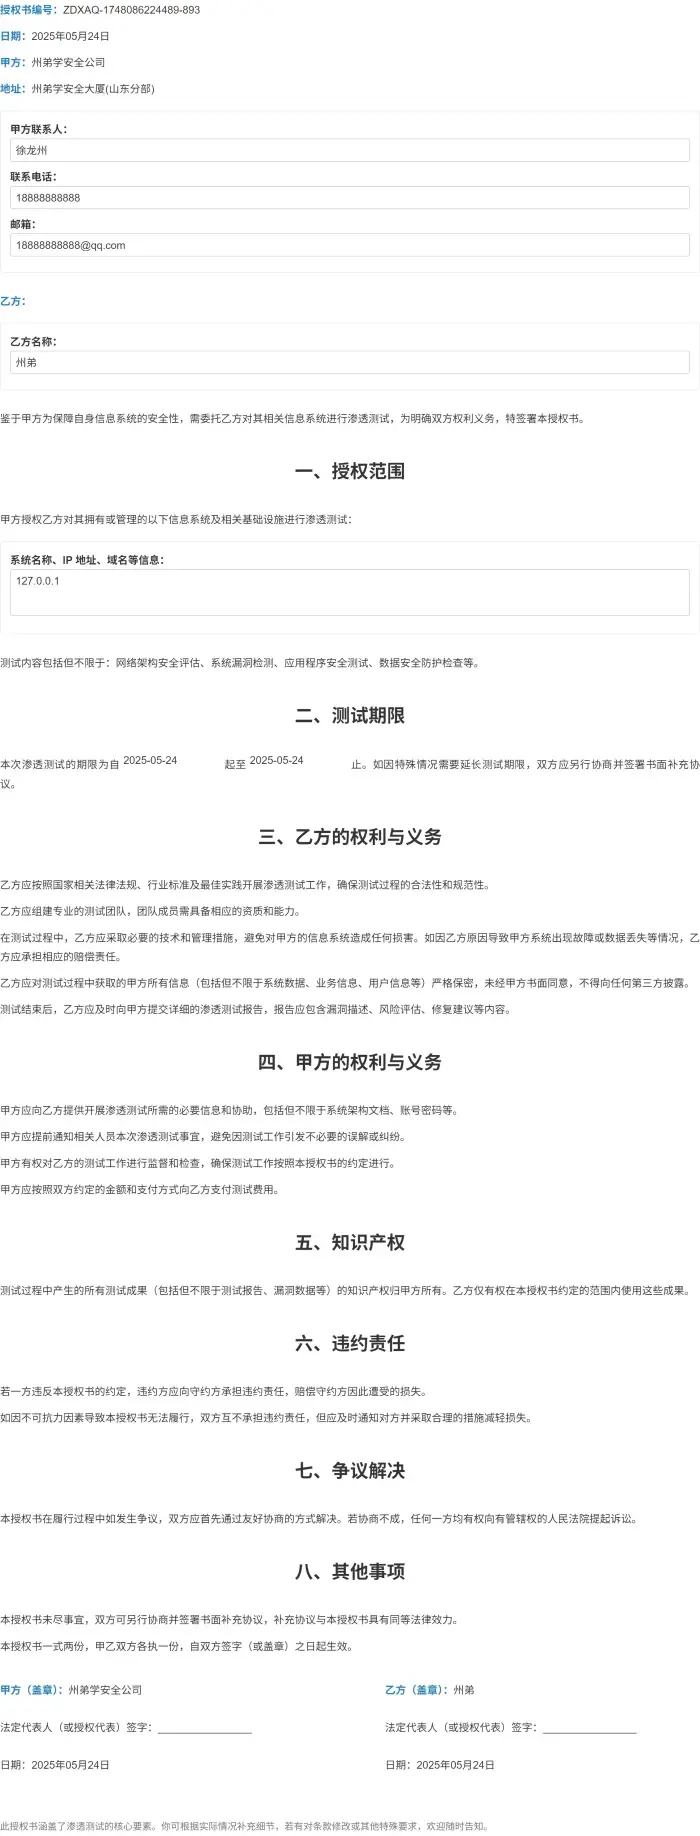 授权书编号：ZDXAQ-1748086224489-893
日期：2025年05月24日
甲方：州弟学安全公司
地址：州弟学安全大厦(山东分部)
甲方联系人：
徐龙州
联系电话：
18888888888
邮箱：
18888888888@qq.com
乙方：
乙方名称：
州弟
鉴于甲方为保障自身信息系统的安全性，需委托乙方对其相关信息系统进行渗透测试，为明确双方权利义务，特签署本授权书。
一、授权范围
甲方授权乙方对其拥有或管理的以下信息系统及相关基础设施进行渗透测试：
系统名称、IP 地址、域名等信息：
127.0.0.1
测试内容包括但不限于：网络架构安全评估、系统漏洞检测、应用程序安全测试、数据安全防护检查等。
二、测试期限
本次渗透测试的期限为自 2025-05-24 起至 2025-05-24 止。如因特殊情况需要延长测试期限，双方应另行协商并签署书面补充协
议。
三、乙方的权利与义务
乙方应按照国家相关法律法规、行业标准及最佳实践开展渗透测试工作，确保测试过程的合法性和规范性。
乙方应组建专业的测试团队，团队成员需具备相应的资质和能力。
在测试过程中，乙方应采取必要的技术和管理措施，避免对甲方的信息系统造成任何损害。如因乙方原因导致甲方系统出现故障或数据丢失等情况，乙
方应承担相应的赔偿责任。
乙方应对测试过程中获取的甲方所有信息（包括但不限于系统数据、业务信息、用户信息等）严格保密，未经甲方书面同意，不得向任何第三方披露。
测试结束后，乙方应及时向甲方提交详细的渗透测试报告，报告应包含漏洞描述、风险评估、修复建议等内容。
四、甲方的权利与义务
甲方应向乙方提供开展渗透测试所需的必要信息和协助，包括但不限于系统架构文档、账号密码等。
甲方应提前通知相关人员本次渗透测试事宜，避免因测试工作引发不必要的误解或纠纷。
甲方有权对乙方的测试工作进行监督和检查，确保测试工作按照本授权书的约定进行。
甲方应按照双方约定的金额和支付方式向乙方支付测试费用。
五、知识产权
测试过程中产生的所有测试成果（包括但不限于测试报告、漏洞数据等）的知识产权归甲方所有。乙方仅有权在本授权书约定的范围内使用这些成果。
六、违约责任
若一方违反本授权书的约定，违约方应向守约方承担违约责任，赔偿守约方因此遭受的损失。
如因不可抗力因素导致本授权书无法履行，双方互不承担违约责任，但应及时通知对方并采取合理的措施减轻损失。
七、争议解决
本授权书在履行过程中如发生争议，双方应首先通过友好协商的方式解决。若协商不成，任何一方均有权向有管辖权的人民法院提起诉讼。
八、其他事项
本授权书未尽事宜，双方可另行协商并签署书面补充协议，补充协议与本授权书具有同等法律效力。
本授权书一式两份，甲乙双方各执一份，自双方签字（或盖章）之日起生效。
甲方（盖章）：州弟学安全公司
法定代表人（或授权代表）签字：________________
日期：2025年05月24日
乙方（盖章）：州弟
法定代表人（或授权代表）签字：________________
日期：2025年05月24日
此授权书涵盖了渗透测试的核心要素。你可根据实际情况补充细节，若有对条款修改或其他特殊要求，欢迎随时告知。